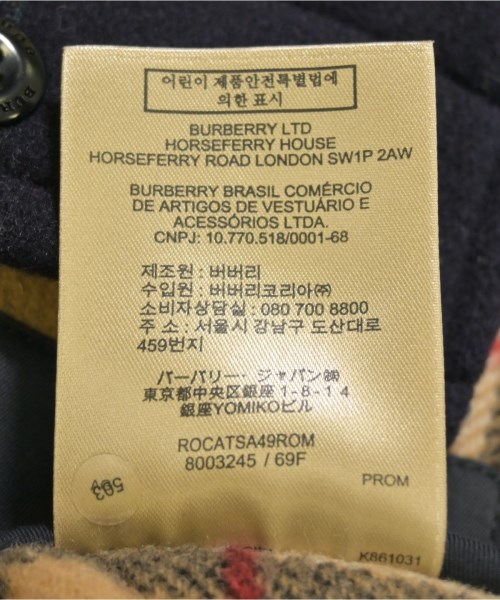 어린이 제품안전특별법에
의한 표시
BURBERRY LTD
HORSEFERRY HOUSE
HORSEFERRY ROAD LONDON SW1P 2AW
BURBERRY BRASIL COMÉRCIO
DE ARTIGOS DE VESTUÁRIO E
ACESSÓRIOS LTDA.
CNPJ: 10.770.518/0001-68
제조원 : 버버리
수입원 : 버버리코리아㈜
소비자상담실 : 080 700 8800
주 소 : 서울시 강남구 도산대로
459번지
バーバリー・ジャパン㈱
東京都中央区銀座 1-8-14
銀座YOMIKOビル
ROCATSA49ROM
8003245 / 69F
PROM
503
K861031